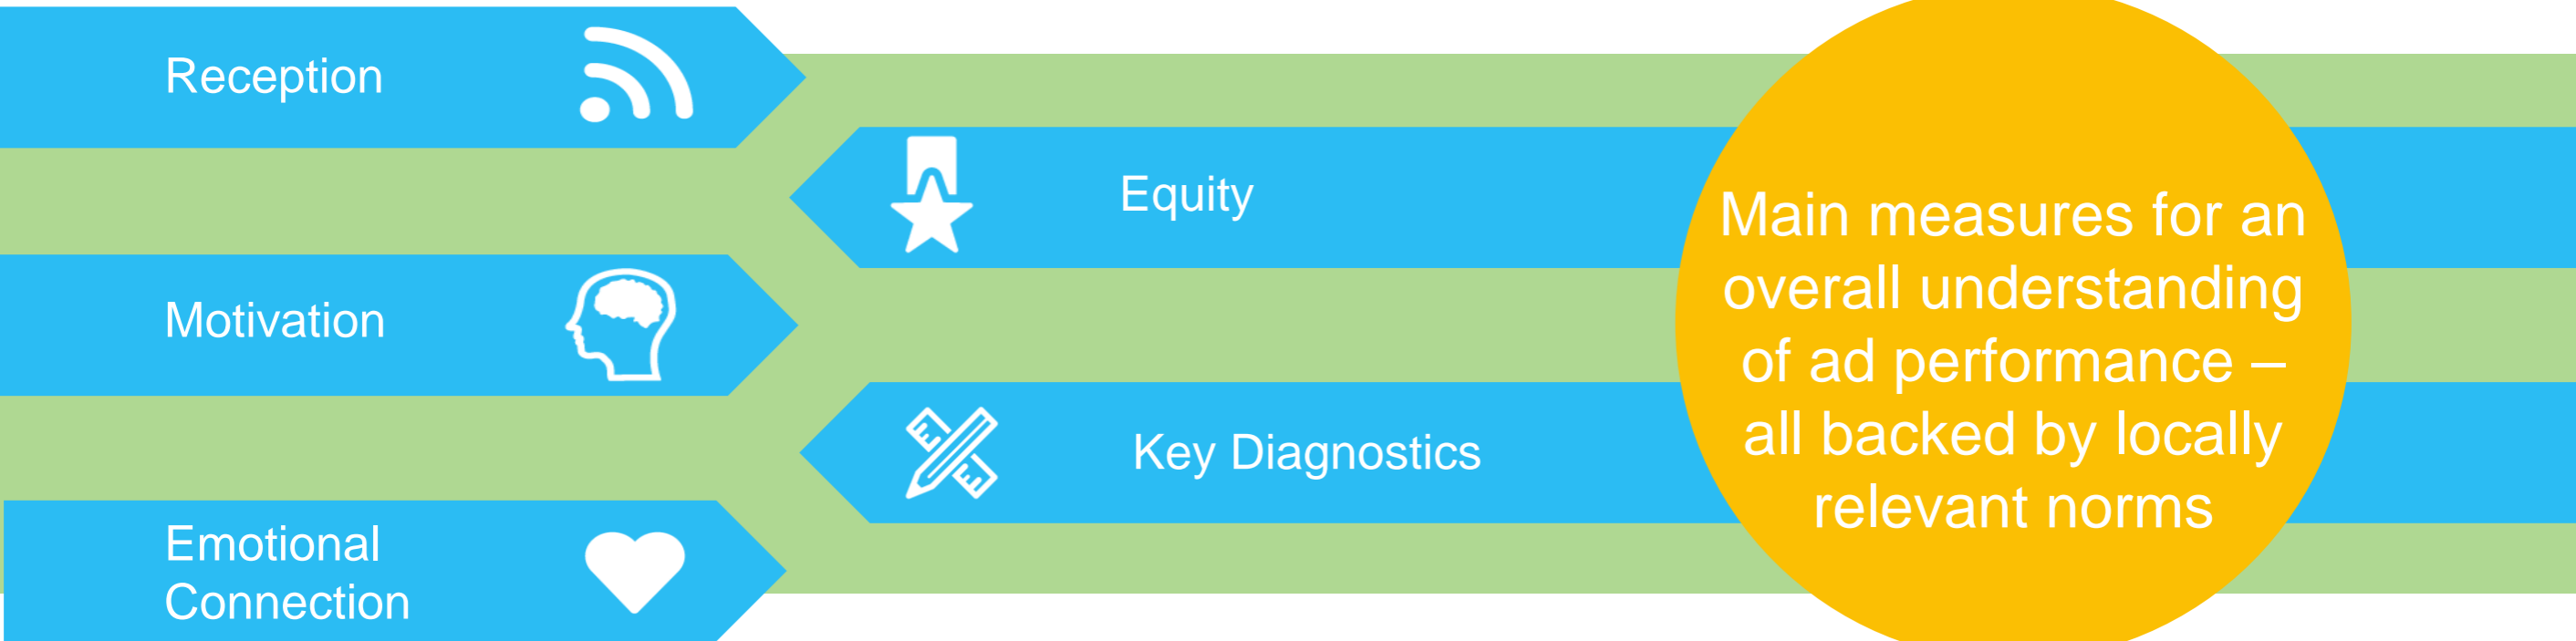 Reception
Equity
Motivation
Key Diagnostics
Emotional
Connection
Main measures for an
overall understanding
of ad performance –
all backed by locally
relevant norms